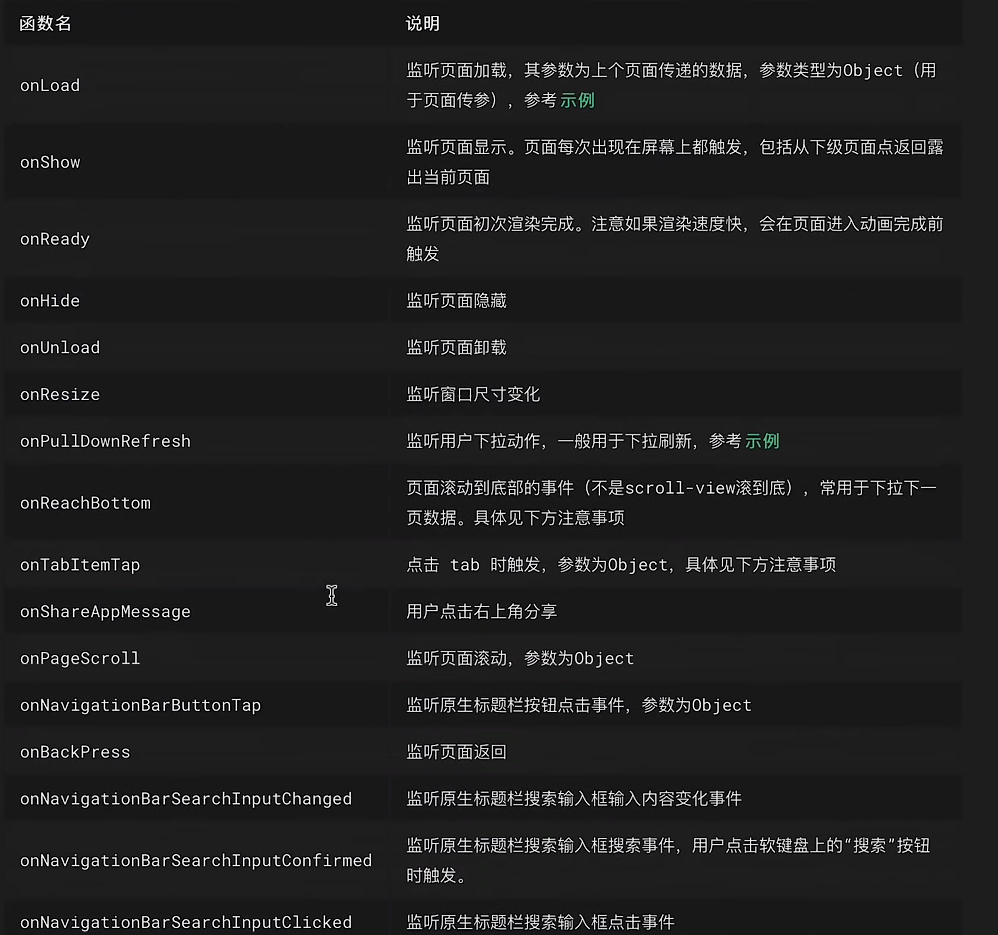 函数名 说明
onLoad 监听页面加载，其参数为上个页面传递的数据，参数类型为Object（用
于页面传参），参考示例
onShow 监听页面显示。页面每次出现在屏幕上都触发，包括从下级页面点返回露
出当前页面
onReady 监听页面初次渲染完成。注意如果渲染速度快，会在页面进入动画完成前
触发
onHide 监听页面隐藏
onUnload 监听页面卸载
onResize 监听窗口尺寸变化
onPullDownRefresh 监听用户下拉动作，一般用于下拉刷新，参考示例
onReachBottom 页面滚动到底部的事件（不是scroll-view滚到底），常用于下拉下一
页数据。具体见下方注意事项
onTabItemTap 点击 tab 时触发，参数为Object，具体见下方注意事项
onShareAppMessage 用户点击右上角分享
onPageScroll 监听页面滚动，参数为Object
onNavigationBarButtonTap 监听原生标题栏按钮点击事件，参数为Object
onBackPress 监听页面返回
onNavigationBarSearchInputChanged 监听原生标题栏搜索输入框输入内容变化事件
onNavigationBarSearchInputConfirmed 监听原生标题栏搜索输入框搜索事件，用户点击软键盘上的“搜索”按钮
时触发。
onNavigationBarSearchInputClicked 监听原生标题栏搜索输入框点击事件